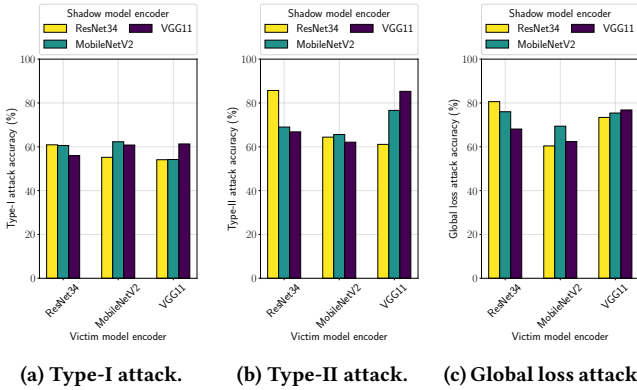 Shadow model encoder
ResNet34
VGG11
MobileNetV2
Type-I attack accuracy (%)
100
80
60
40
20
0
ResNet34
MobileNetV2
VGG11
Victim model encoder
(a) Type-I attack.
Shadow model encoder
ResNet34
VGG11
MobileNetV2
Type-II attack accuracy (%)
100
80
60
40
20
0
ResNet34
MobileNetV2
VGG11
Victim model encoder
(b) Type-II attack.
Shadow model encoder
ResNet34
VGG11
MobileNetV2
Global loss attack accuracy (%)
100
80
60
40
20
0
ResNet34
MobileNetV2
VGG11
Victim model encoder
(c) Global loss attack